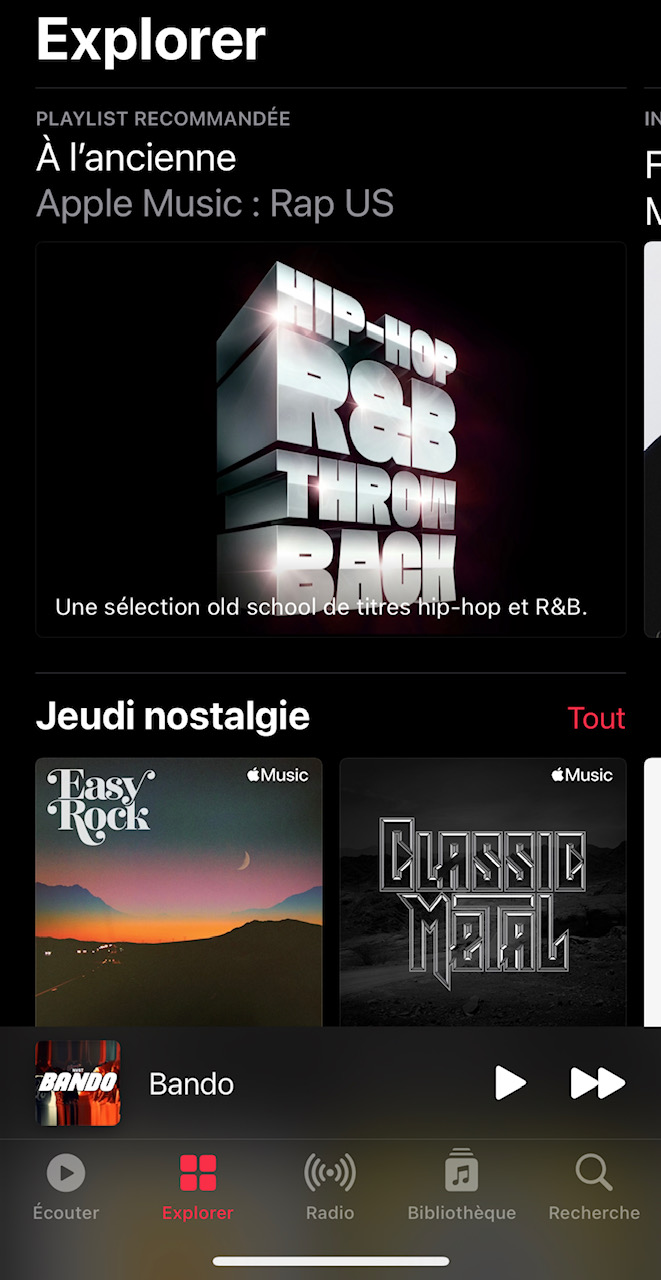 Explorer
PLAYLIST RECOMMANDÉE
À l’ancienne
Apple Music : Rap US
HIP-HOP
R&B
THROW
BACK
Une sélection old school de titres hip-hop et R&B.
Jeudi nostalgie
Tout
Easy
Rock
Music
Classic
Metal
Music
BANDO
Bando
Écouter
Explorer
Radio
Bibliothèque
Recherche